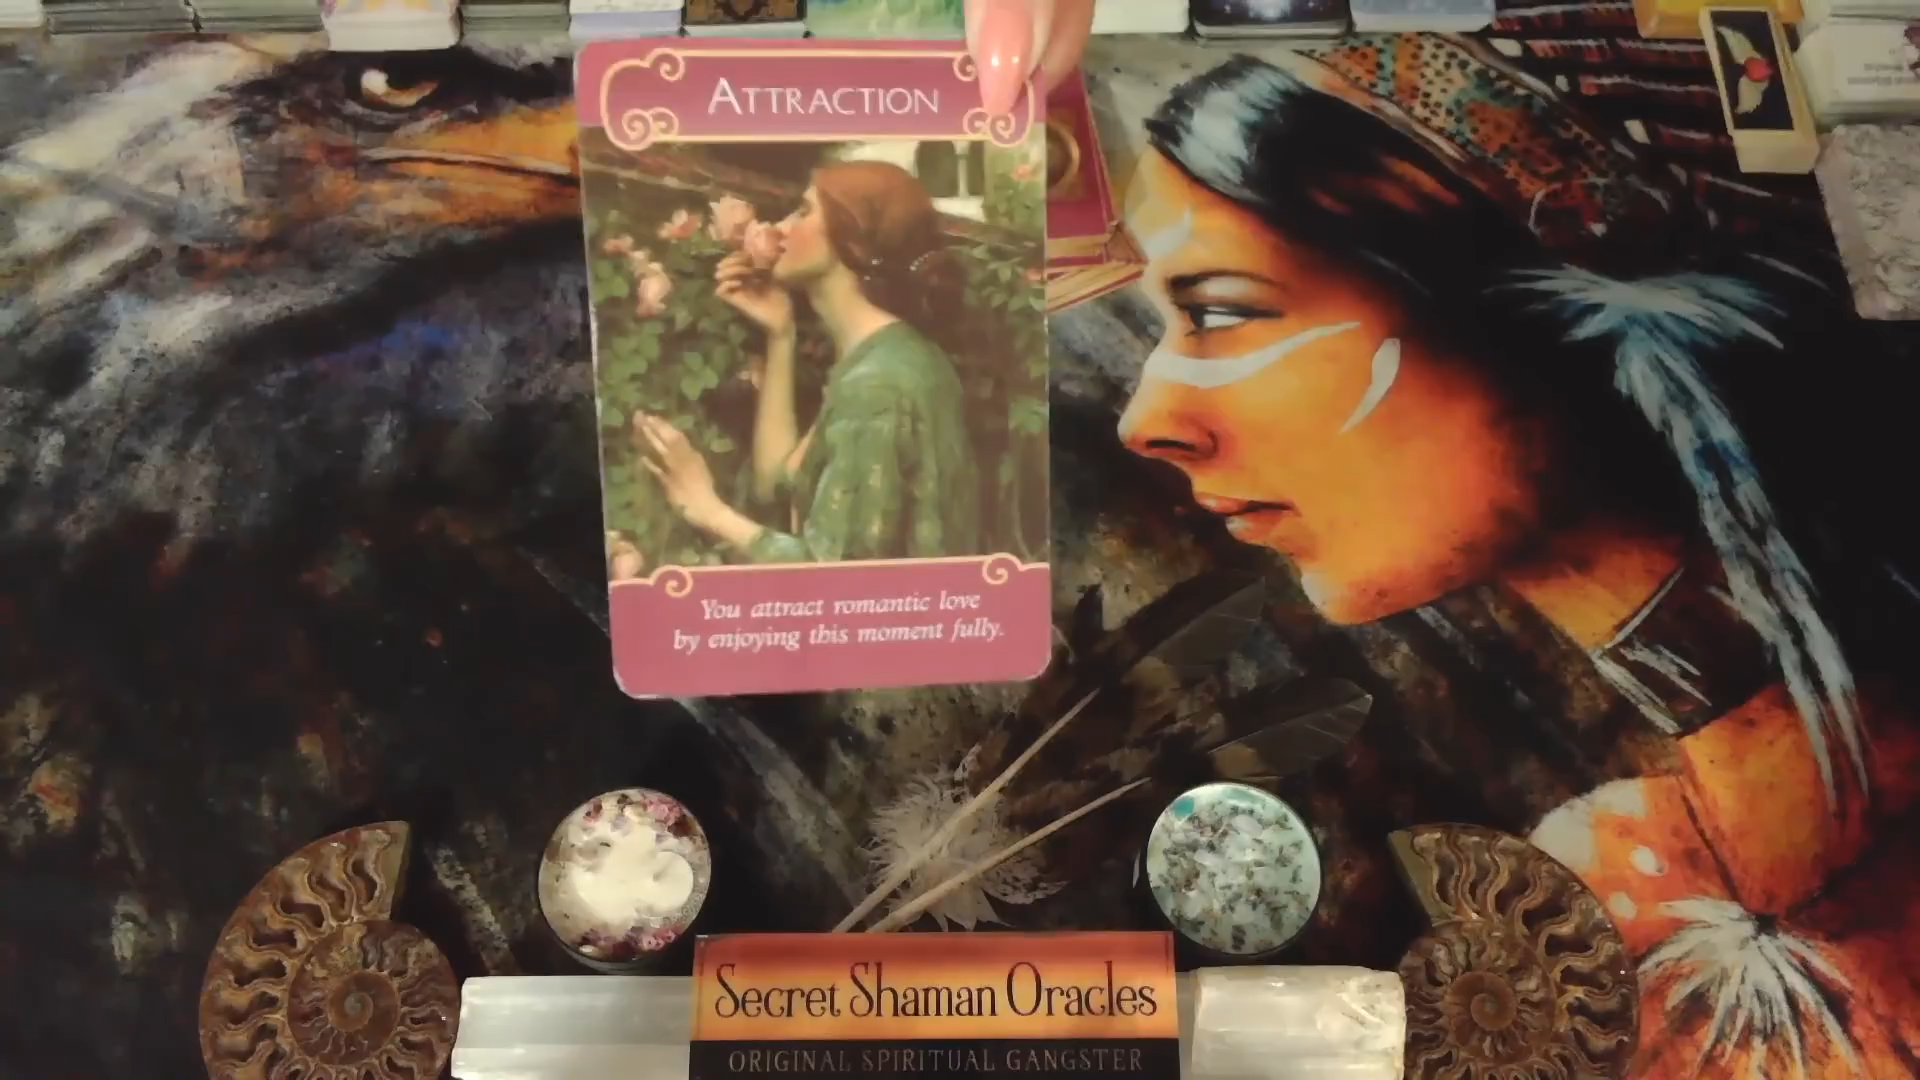 ATTRACTION
You attract romantic love
by enjoying this moment fully.
Secret Shaman Oracles
ORIGINAL SPIRITUAL GANGSTER